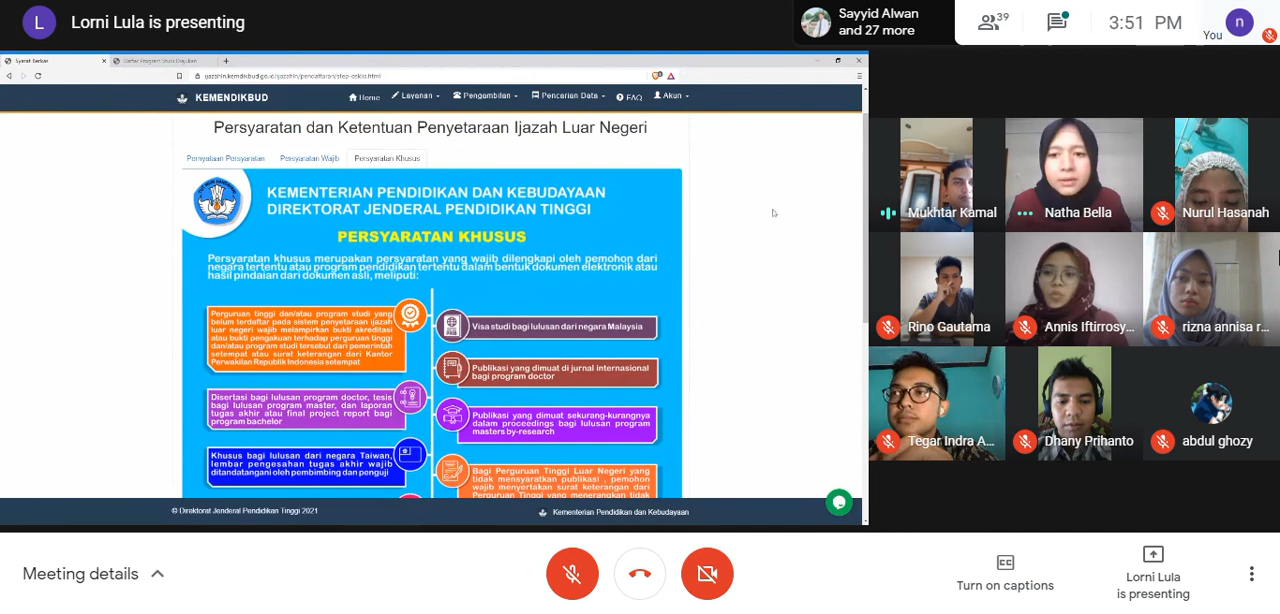 L
Lorni Lula is presenting
Sayyid Alwan
and 27 more
39
3:51 PM
You
n
Syarat Berkas
ijazahln.kemdikbud.go.id/ijazahln/pendaftaran/step-ceklis.html
KEMENDIKBUD
Home
Layanan
Pengambilan
Pencarian Data
FAQ
Akun
Persyaratan dan Ketentuan Penyetaraan Ijazah Luar Negeri
Pernyataan Persyaratan
Persyaratan Wajib
Persyaratan Khusus
KEMENTERIAN PENDIDIKAN DAN KEBUDAYAAN
DIREKTORAT JENDERAL PENDIDIKAN TINGGI
PERSYARATAN KHUSUS
Persyaratan khusus merupakan persyaratan yang wajib dilengkapi oleh pemohon dari
negara tertentu atau program pendidikan tertentu dalam bentuk dokumen elektronik atau
hasil pindaian dari dokumen asli, meliputi:
Perguruan tinggi dan/atau program studi yang
belum terdaftar pada sistem penyetaraan ijazah
luar negeri wajib melampirkan bukti akreditasi
atau bukti pengakuan terhadap perguruan tinggi
dan/atau program studi tersebut dari pemerintah
setempat atau surat keterangan dari Kantor
Perwakilan Republik Indonesia setempat
Visa studi bagi lulusan dari negara Malaysia
Publikasi yang dimuat di jurnal internasional
bagi program doctor
Disertasi bagi lulusan program doctor, tesis
bagi lulusan program master, dan laporan
tugas akhir atau final project report bagi
program bachelor
Publikasi yang dimuat sekurang-kurangnya
dalam proceedings bagi lulusan program
masters by-research
Khusus bagi lulusan dari negara Taiwan,
lembar pengesahan tugas akhir wajib
ditandatangani oleh pembimbing dan penguji
Bagi Perguruan Tinggi Luar Negeri yang
tidak mensyaratkan publikasi , pemohon
wajib menyertakan surat keterangan dari
Perguruan Tinggi yang menerangkan tidak
© Direktorat Jenderal Pendidikan Tinggi 2021
Kementerian Pendidikan dan Kebudayaan
Mukhtar Kamal
Natha Bella
Nurul Hasanah
Rino Gautama
Annis Iftirrosy...
rizna annisa r...
Tegar Indra A...
Dhany Prihanto
abdul ghozy
Meeting details
Turn on captions
Lorni Lula
is presenting